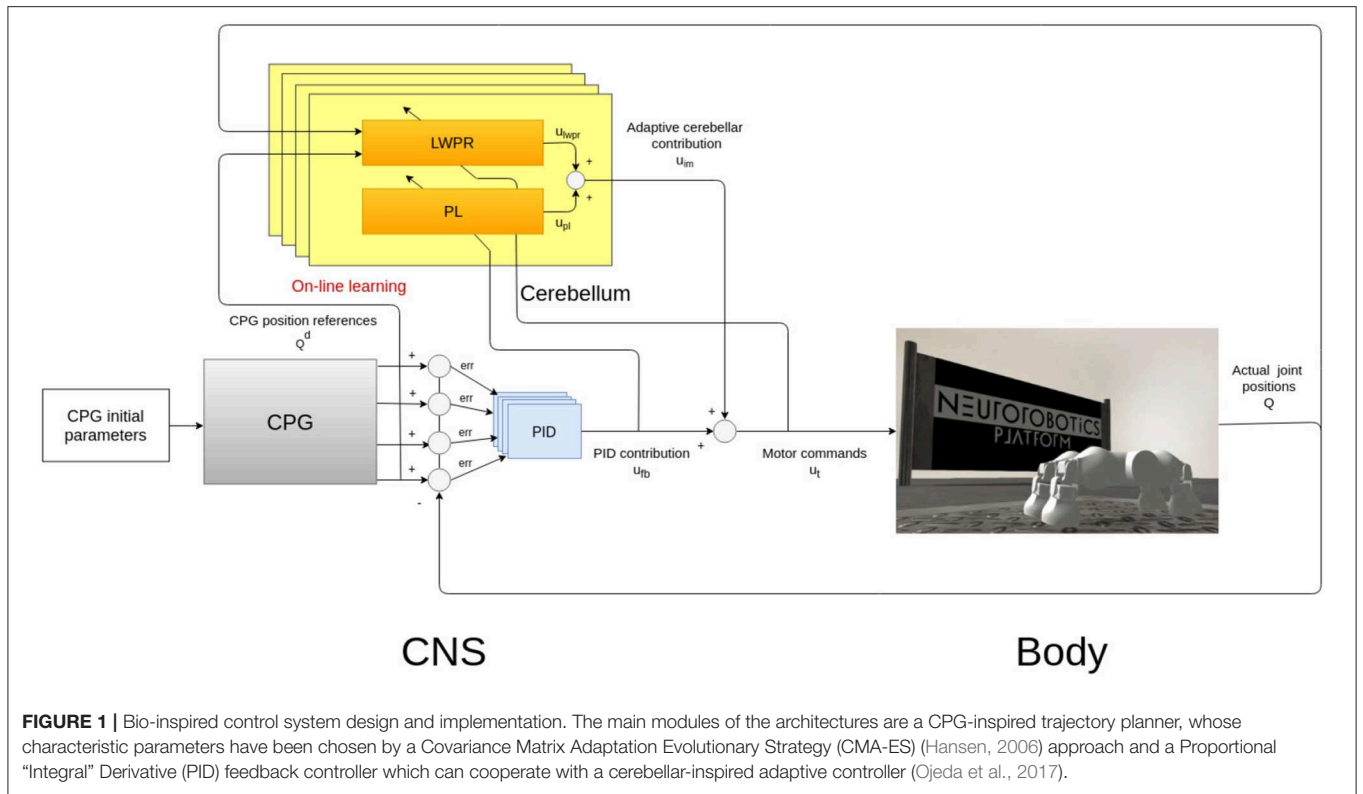 LWPR
u_lwpr
+
Adaptive cerebellar
contribution
u_im
PL
u_pl
+
On-line learning
Cerebellum
CPG position references
Q^d
CPG initial
parameters
CPG
+
+
+
+
-
err
err
err
err
PID
PID contribution
u_fb
+
+
Motor commands
u_t
NEUROROBOTICS
PLATFORM
Actual joint
positions
Q
CNS
Body
FIGURE 1 | Bio-inspired control system design and implementation. The main modules of the architectures are a CPG-inspired trajectory planner, whose
characteristic parameters have been chosen by a Covariance Matrix Adaptation Evolutionary Strategy (CMA-ES) (Hansen, 2006) approach and a Proportional
“Integral” Derivative (PID) feedback controller which can cooperate with a cerebellar-inspired adaptive controller (Ojeda et al., 2017).